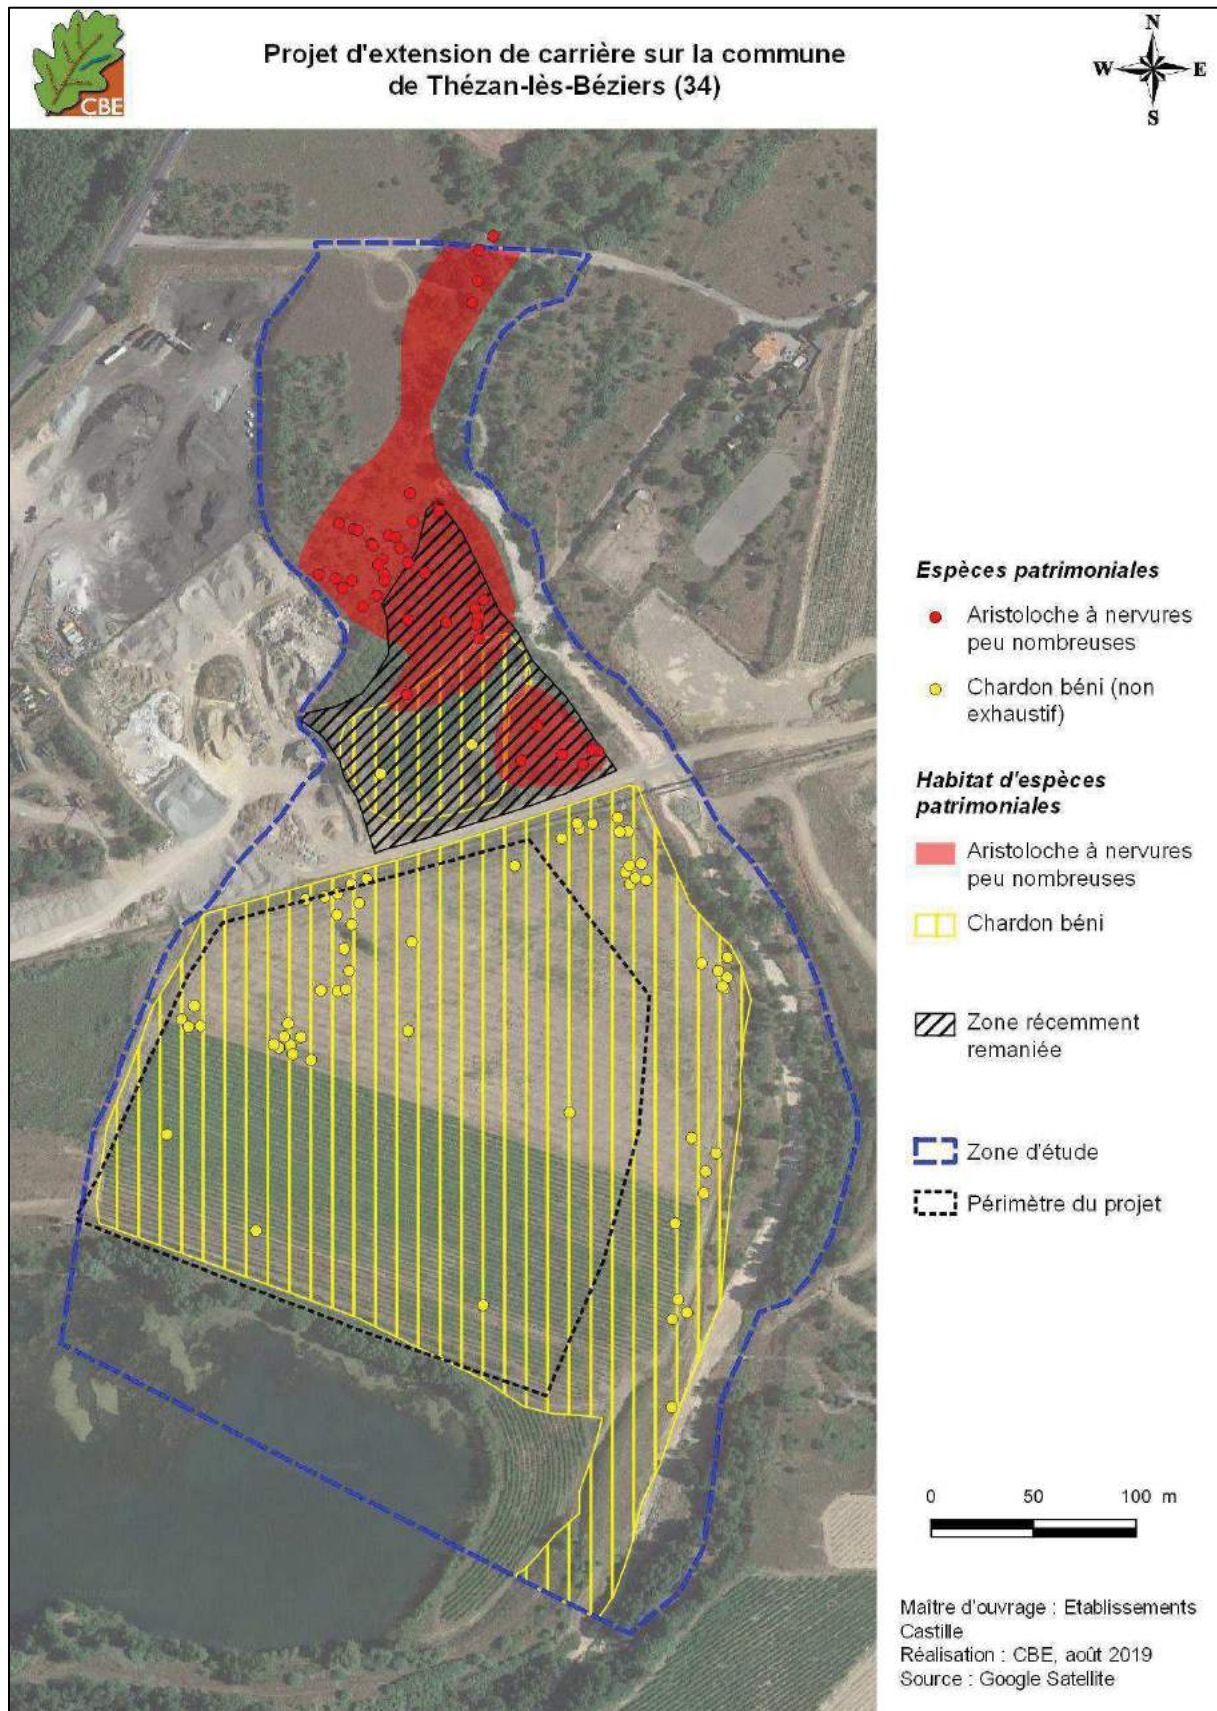 CBE
Projet d'extension de carrière sur la commune
de Thézan-lès-Béziers (34)
N
W E
S
Espèces patrimoniales
Aristoloche à nervures
peu nombreuses
Chardon béni (non
exhaustif)
Habitat d'espèces
patrimoniales
Aristoloche à nervures
peu nombreuses
Chardon béni
Zone récemment
remaniée
Zone d'étude
Périmètre du projet
0 50 100 m
Maître d'ouvrage : Etablissements
Castille
Réalisation : CBE, août 2019
Source : Google Satellite